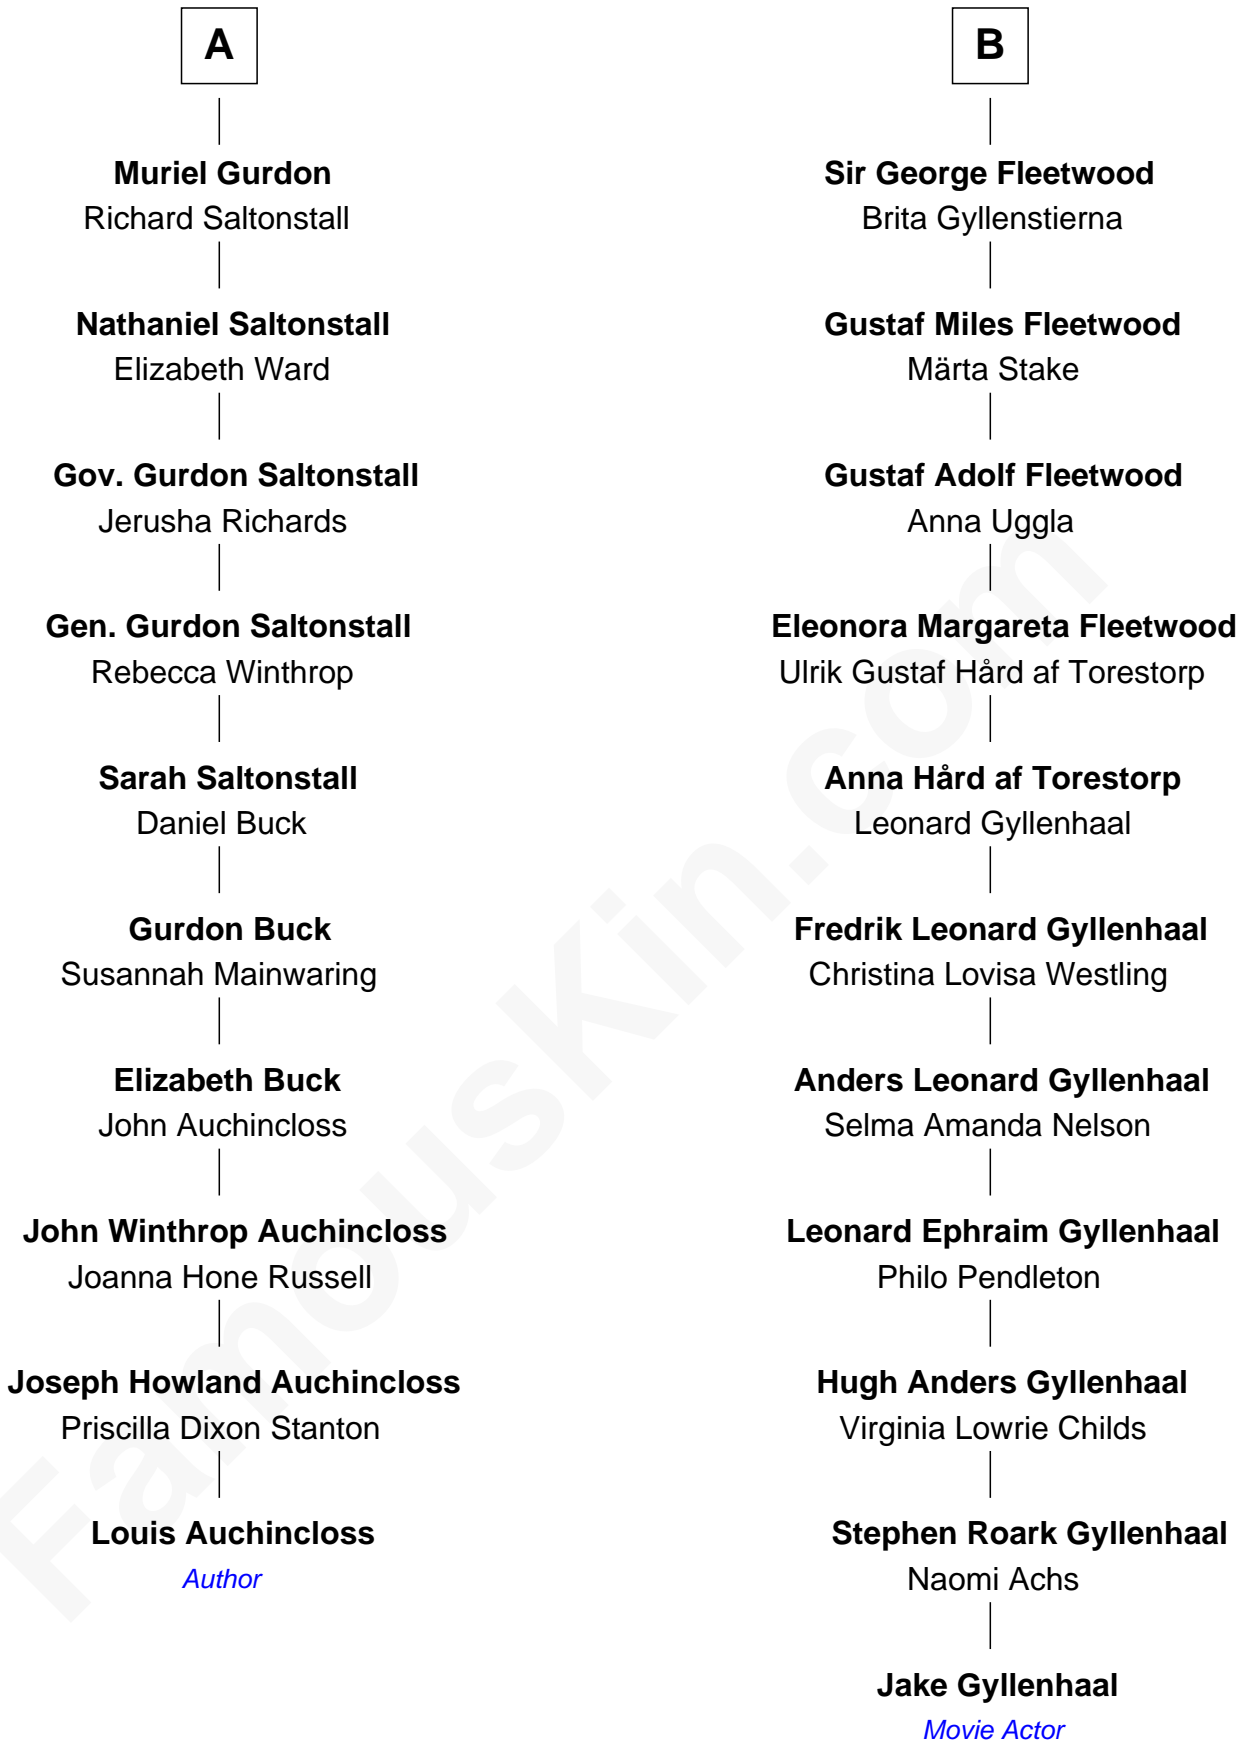 A
Muriel Gurdon
Richard Saltonstall
Nathaniel Saltonstall
Elizabeth Ward
Gov. Gurdon Saltonstall
Jerusha Richards
Gen. Gurdon Saltonstall
Rebecca Winthrop
Sarah Saltonstall
Daniel Buck
Gurdon Buck
Susannah Mainwaring
Elizabeth Buck
John Auchincloss
John Winthrop Auchincloss
Joanna Hone Russell
Joseph Howland Auchincloss
Priscilla Dixon Stanton
Louis Auchincloss
Author
B
Sir George Fleetwood
Brita Gyllenstierna
Gustaf Miles Fleetwood
Märta Stake
Gustaf Adolf Fleetwood
Anna Uggla
Eleonora Margareta Fleetwood
Ulrik Gustaf Hård af Torestorp
Anna Hård af Torestorp
Leonard Gyllenhaal
Fredrik Leonard Gyllenhaal
Christina Lovisa Westling
Anders Leonard Gyllenhaal
Selma Amanda Nelson
Leonard Ephraim Gyllenhaal
Philo Pendleton
Hugh Anders Gyllenhaal
Virginia Lowrie Childs
Stephen Roark Gyllenhaal
Naomi Achs
Jake Gyllenhaal
Movie Actor
FamousKin.com